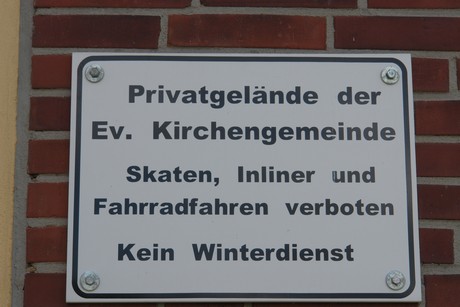 Privatgelände der
Ev. Kirchengemeinde
Skaten, Inliner und
Fahrradfahren verboten
Kein Winterdienst